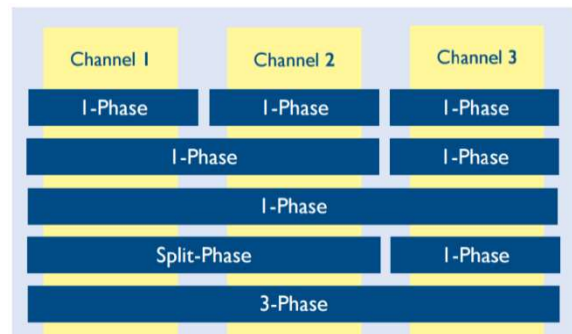 Channel 1 Channel 2 Channel 3
1-Phase 1-Phase 1-Phase
1-Phase 1-Phase
1-Phase
Split-Phase 1-Phase
3-Phase